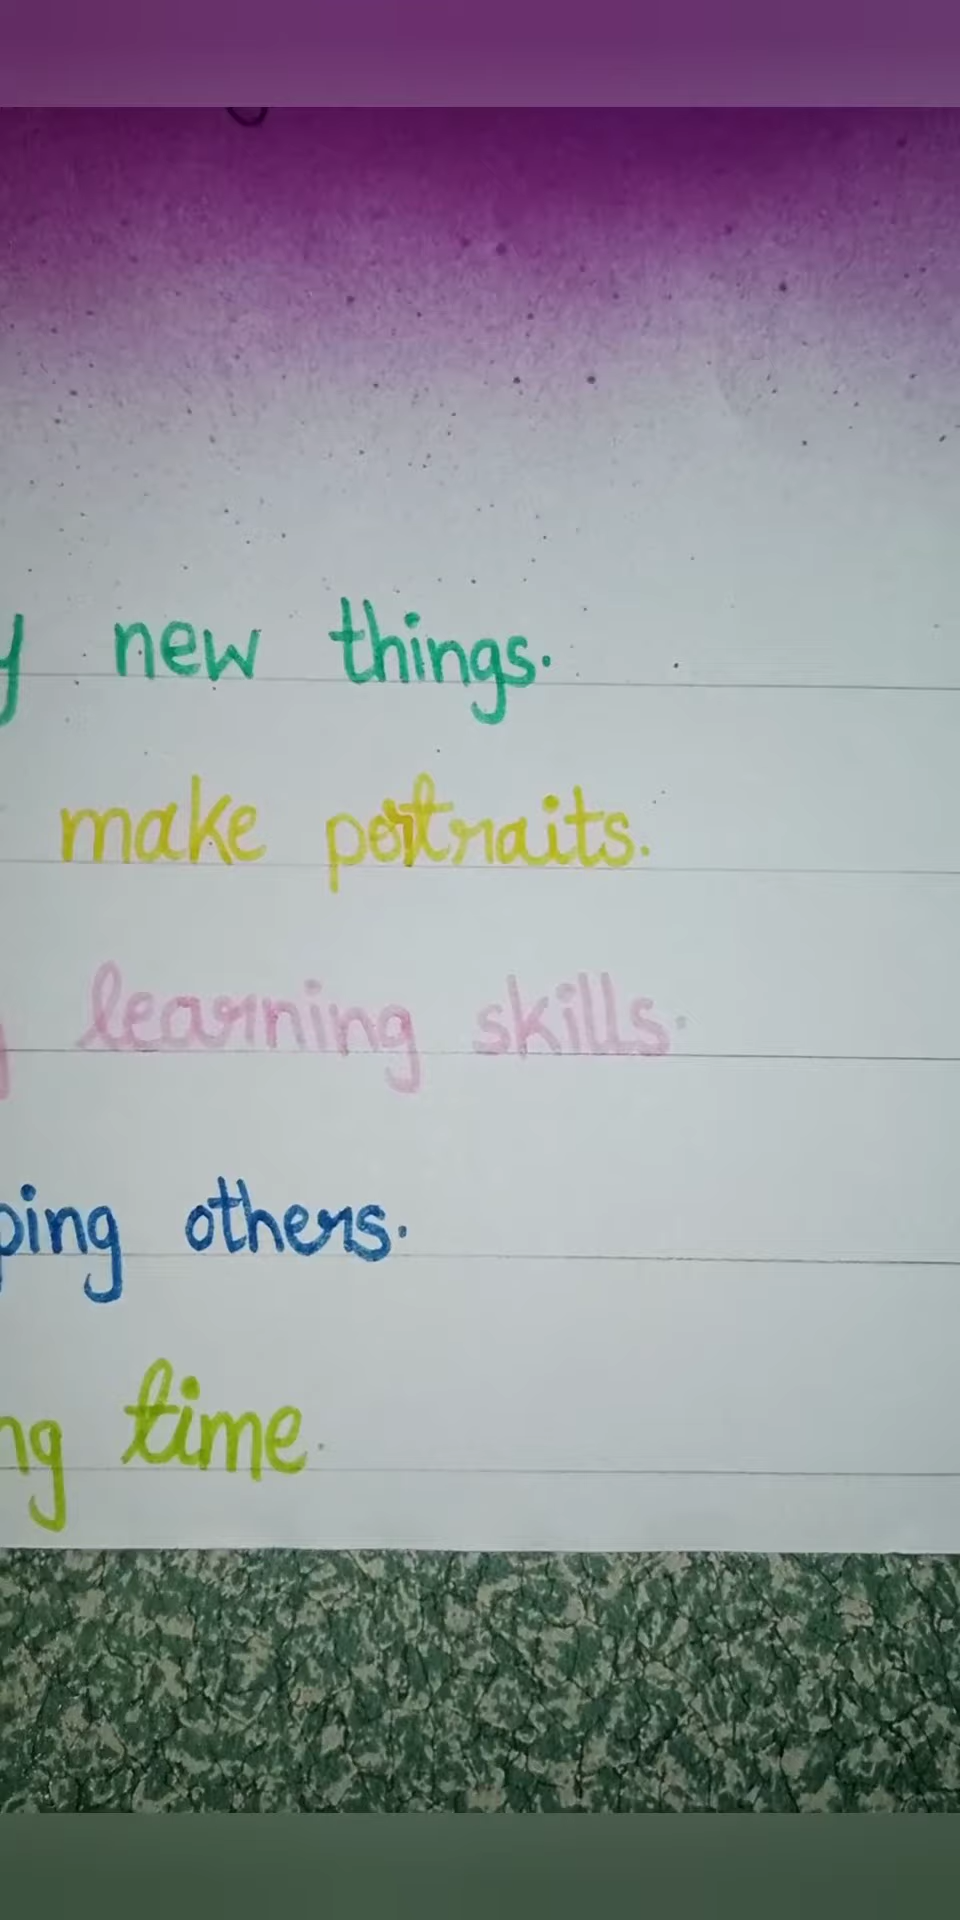 y new things.
make portraits.
learning skills.
ping others.
ng time.